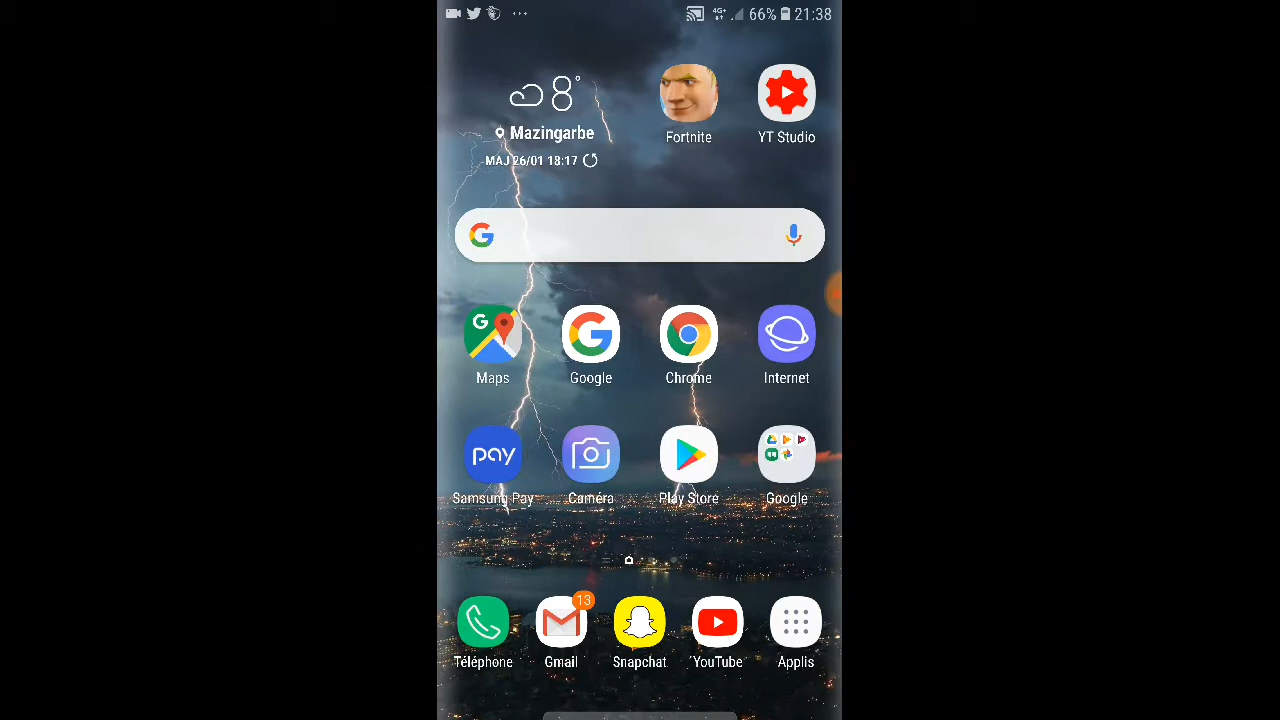 4G+ 66% 21:38
8°
Mazingarbe
MAJ 26/01 18:17
Fortnite
YT Studio
Maps
Google
Chrome
Internet
pay
Samsung Pay
Caméra
Play Store
Google
13
Téléphone
Gmail
Snapchat
YouTube
Applis